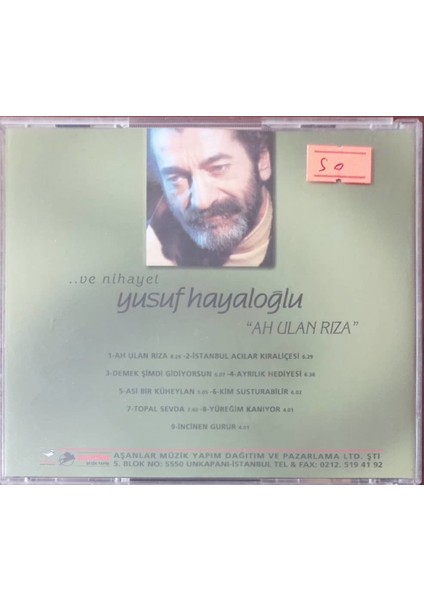 50
..ve nihayet
yusuf hayaloğlu
"AH ULAN RIZA"
1-AH ULAN RIZA 2-İSTANBUL ACILAR KIRALİÇESİ
3-DEMEK ŞİMDİ GİDİYORSUN 4-AYRILIK HEDİYESİ
5-ASİ BİR KÜHEYLAN 6-KİM SUSTURABİLİR
7-TOPAL SEVDA 8-YÜREĞİM KANIYOR
9-İNCİNEN GURUR
AŞANLAR MÜZİK YAPIM DAĞITIM VE PAZARLAMA LTD. ŞTİ
5. BLOK NO: 5550 UNKAPANI-İSTANBUL TEL & FAX: 0212. 519 41 92